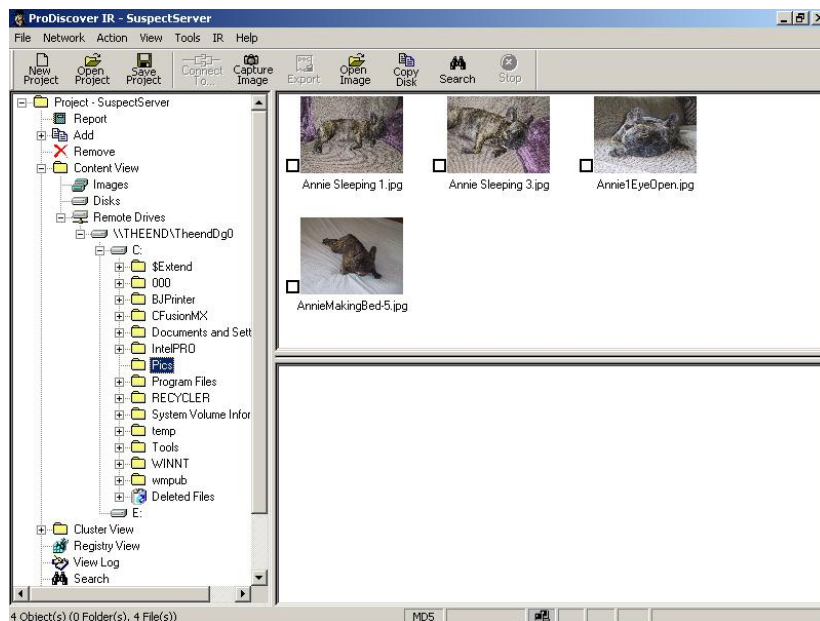 ProDiscover IR - SuspectServer
File Network Action View Tools IR Help
New Project
Open Project
Save Project
Connect To...
Capture Image
Export
Open Image
Copy Disk
Search
Stop
Project - SuspectServer
Report
Add
Remove
Content View
Images
Disks
Remote Drives
\\THEEND\TheendDg0
C:
$Extend
000
BJPrinter
CFusionMX
Documents and Sett
IntelPRO
Pics
Program Files
RECYCLER
System Volume Infor
temp
Tools
WINNT
wmpub
Deleted Files
E:
Cluster View
Registry View
View Log
Search
Annie Sleeping 1.jpg
Annie Sleeping 3.jpg
Annie1EyeOpen.jpg
AnnieMakingBed-5.jpg
4 Object(s) (0 Folder(s), 4 File(s))
MD5